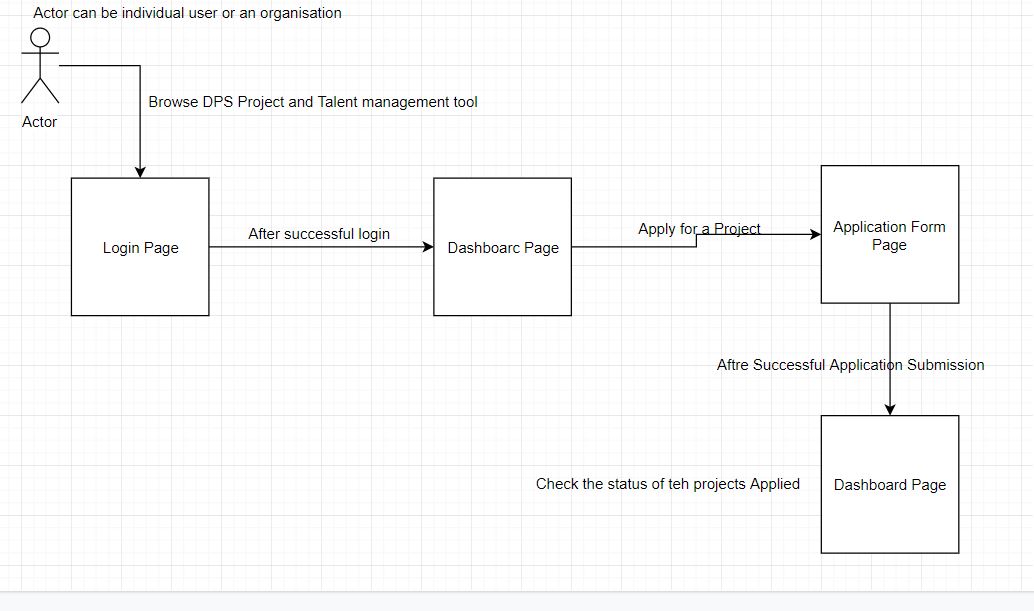 Actor can be individual user or an organisation
Actor
Browse DPS Project and Talent management tool
Login Page
After successful login
Dashboarc Page
Apply for a Project
Application Form
Page
Aftre Successful Application Submission
Check the status of teh projects Applied
Dashboard Page